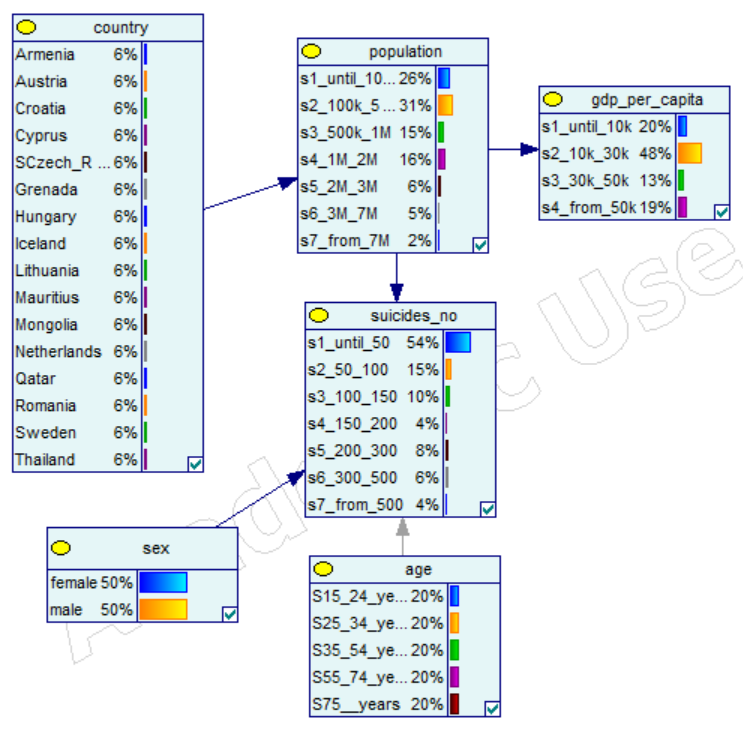 country
Armenia 6%
Austria 6%
Croatia 6%
Cyprus 6%
SCzech_R ... 6%
Grenada 6%
Hungary 6%
Iceland 6%
Lithuania 6%
Mauritius 6%
Mongolia 6%
Netherlands 6%
Qatar 6%
Romania 6%
Sweden 6%
Thailand 6%
population
s1_until_10... 26%
s2_100k_5 ... 31%
s3_500k_1M 15%
s4_1M_2M 16%
s5_2M_3M 6%
s6_3M_7M 5%
s7_from_7M 2%
gdp_per_capita
s1_until_10k 20%
s2_10k_30k 48%
s3_30k_50k 13%
s4_from_50k 19%
suicides_no
s1_until_50 54%
s2_50_100 15%
s3_100_150 10%
s4_150_200 4%
s5_200_300 8%
s6_300_500 6%
s7_from_500 4%
sex
female 50%
male 50%
age
S15_24_ye... 20%
S25_34_ye... 20%
S35_54_ye... 20%
S55_74_ye... 20%
S75__years 20%
Use